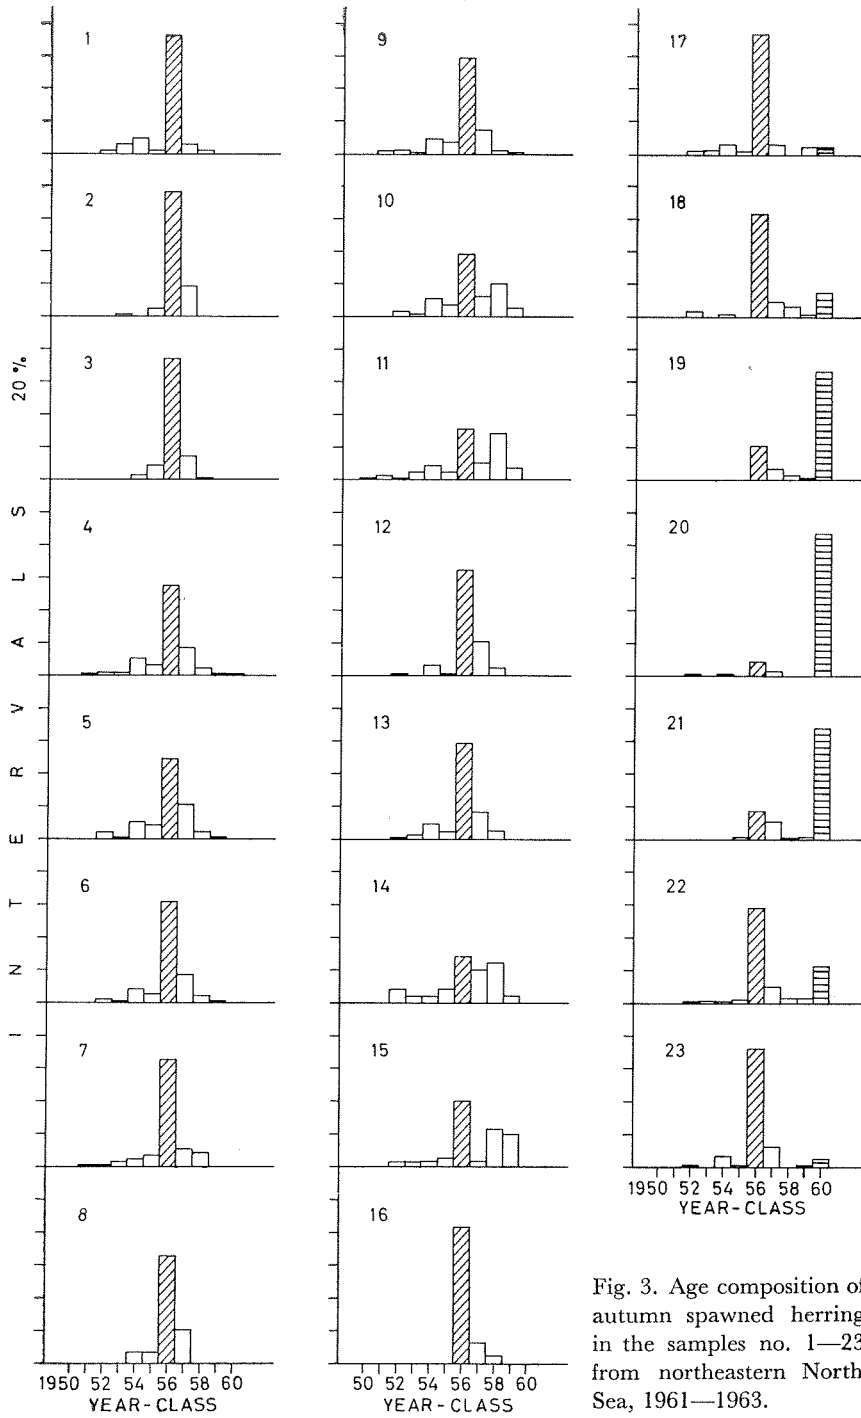 1
2
3
4
5
6
7
8
INTERVALS 20 %
1950 52 54 56 58 60
YEAR-CLASS
9
10
11
12
13
14
15
16
50 52 54 56 58 60
YEAR-CLASS
17
18
19
20
21
22
23
1950 52 54 56 58 60
YEAR-CLASS
Fig. 3. Age composition of
autumn spawned herring
in the samples no. 1—23
from northeastern North
Sea, 1961—1963.